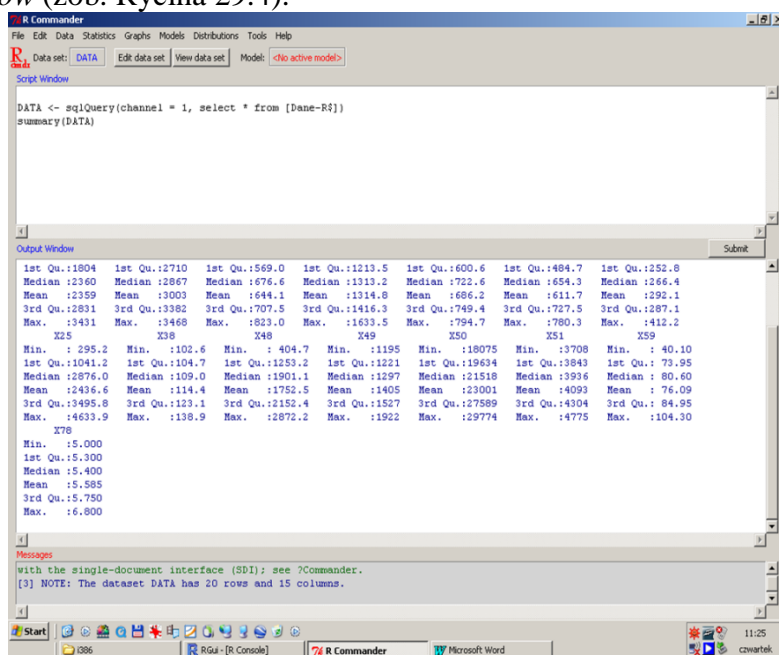 ow (zob. Rycina 29.4).
R Commander
File Edit Data Statistics Graphs Models Distributions Tools Help
R cmdr Data set: DATA Edit data set View data set Model: <No active model>
Script Window
DATA <- sqlQuery(channel = 1, select * from [Dane-R$])
summary(DATA)
Output Window Submit
1st Qu.:1804 1st Qu.:2710 1st Qu.:569.0 1st Qu.:1213.5 1st Qu.:600.6 1st Qu.:484.7 1st Qu.:252.8
Median :2360 Median :2867 Median :676.6 Median :1313.2 Median :722.6 Median :654.3 Median :266.4
Mean :2359 Mean :3003 Mean :644.1 Mean :1314.8 Mean :686.2 Mean :611.7 Mean :292.1
3rd Qu.:2831 3rd Qu.:3382 3rd Qu.:707.5 3rd Qu.:1416.3 3rd Qu.:749.4 3rd Qu.:727.5 3rd Qu.:287.1
Max. :3431 Max. :3468 Max. :823.0 Max. :1633.5 Max. :794.7 Max. :780.3 Max. :412.2
X25 X38 X48 X49 X50 X51 X59
Min. : 295.2 Min. :102.6 Min. : 404.7 Min. :1195 Min. :18075 Min. :3708 Min. : 40.10
1st Qu.:1041.2 1st Qu.:104.7 1st Qu.:1253.2 1st Qu.:1221 1st Qu.:19634 1st Qu.:3843 1st Qu.: 73.95
Median :2876.0 Median :109.0 Median :1901.1 Median :1297 Median :21518 Median :3936 Median : 80.60
Mean :2436.6 Mean :114.4 Mean :1752.5 Mean :1405 Mean :23001 Mean :4093 Mean : 76.09
3rd Qu.:3495.8 3rd Qu.:123.1 3rd Qu.:2152.4 3rd Qu.:1527 3rd Qu.:27589 3rd Qu.:4304 3rd Qu.: 84.95
Max. :4633.9 Max. :138.9 Max. :2872.2 Max. :1922 Max. :29774 Max. :4775 Max. :104.30
X78
Min. :5.000
1st Qu.:5.300
Median :5.400
Mean :5.585
3rd Qu.:5.750
Max. :6.800
Messages
with the single-document interface (SDI); see ?Commander.
[3] NOTE: The dataset DATA has 20 rows and 15 columns.
Start 11:25
i386 RGui - [R Console] R Commander Microsoft Word czwartek